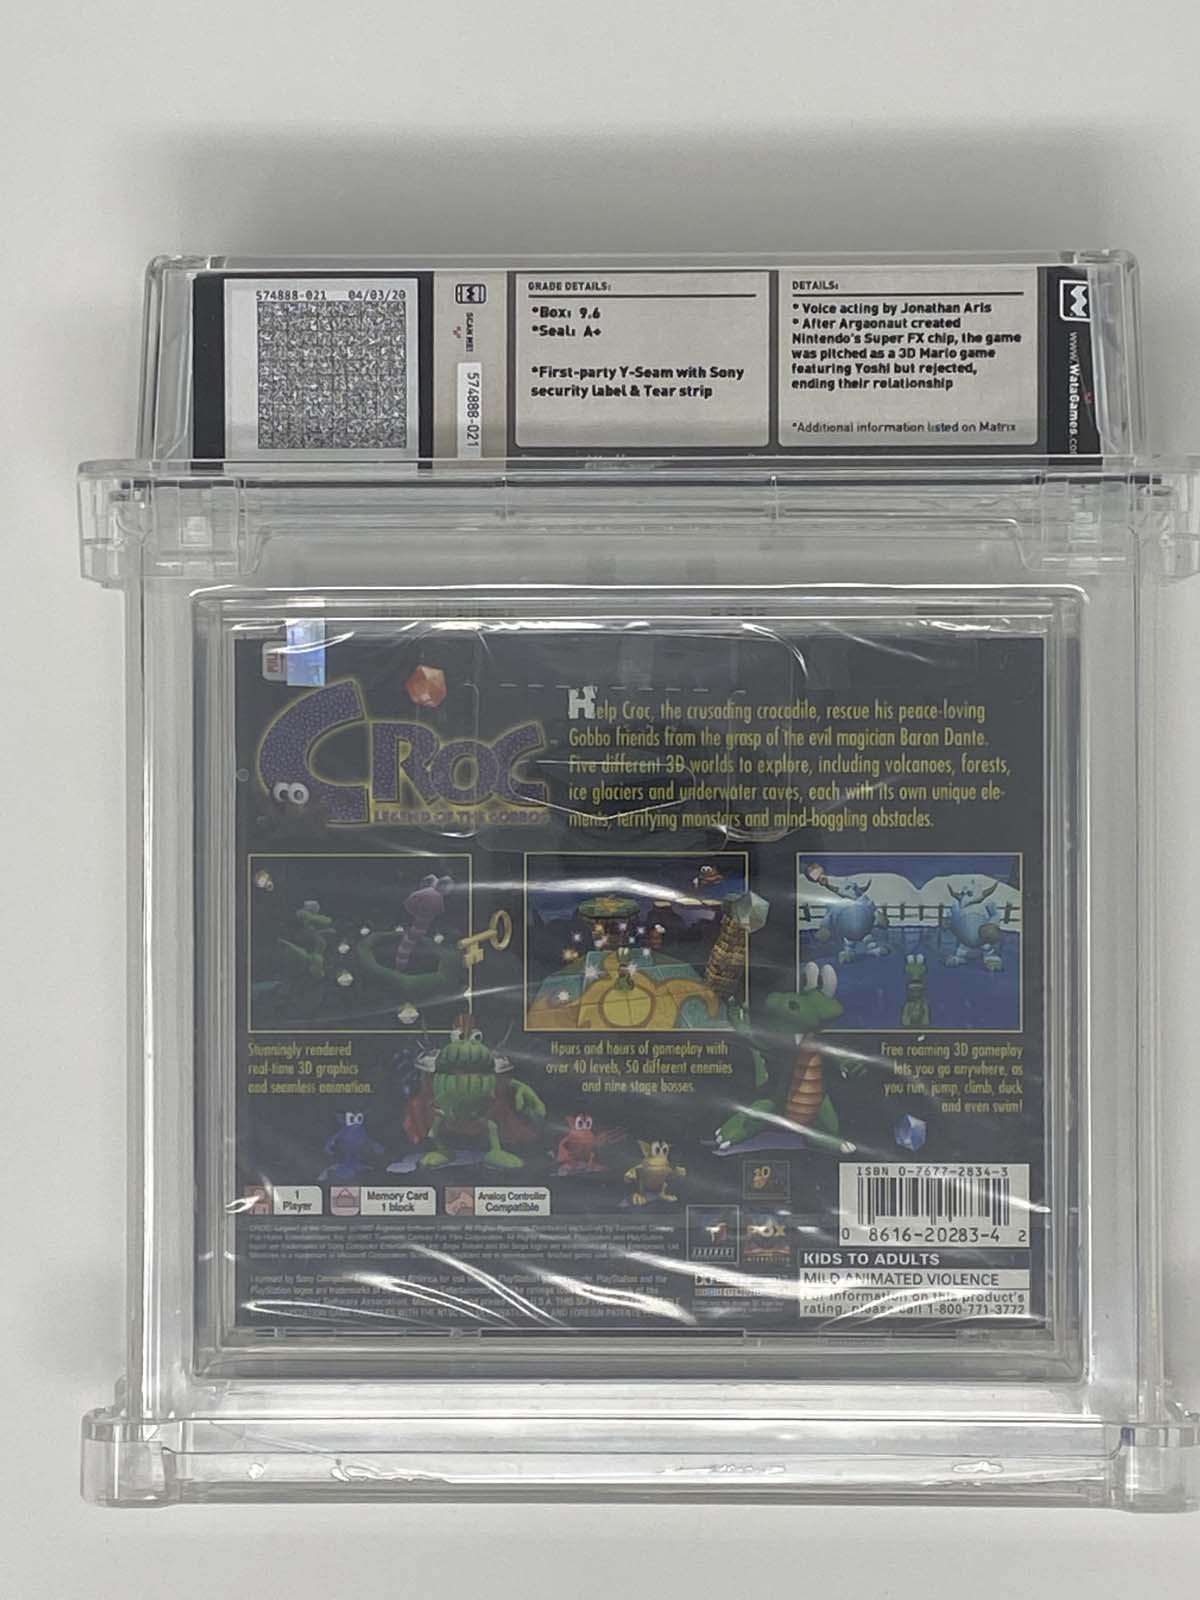 574888-021 04/03/20
SCAN ME!
574888-021
GRADE DETAILS:
*Box: 9.6
*Seal: A+
*First-party Y-Seam with Sony
security label & Tear strip
DETAILS:
* Voice acting by Jonathan Aris
* After Argaonaut created
Nintendo's Super FX chip, the game
was pitched as a 3D Mario game
featuring Yoshi but rejected,
ending their relationship
*Additional information listed on Matrix
www.WataGames.co
CROC
LEGEND OF THE GOBBOS
Help Croc, the crusading crocodile, rescue his peace-loving
Gobbo friends from the grasp of the evil magician Baron Dante.
Five different 3D worlds to explore, including volcanoes, forests,
ice glaciers and underwater caves, each with its own unique ele-
ments, terrifying monsters and mind-boggling obstacles.
Stunningly rendered
real-time 3D graphics
and seamless animation.
Hours and hours of gameplay with
over 40 levels, 50 different enemies
and nine stage bosses
Free roaming 3D gameplay
lets you go anywhere, as
you run, jump, climb, duck
and even swim!
1
Player
Memory Card
1 block
Analog Controller
Compatible
FOX
INTERACTIVE
ISBN 0-7677-2834-3
0 8616-20283-4 2
KIDS TO ADULTS
MILD ANIMATED VIOLENCE
For information on this product's
rating, please call 1-800-771-3772